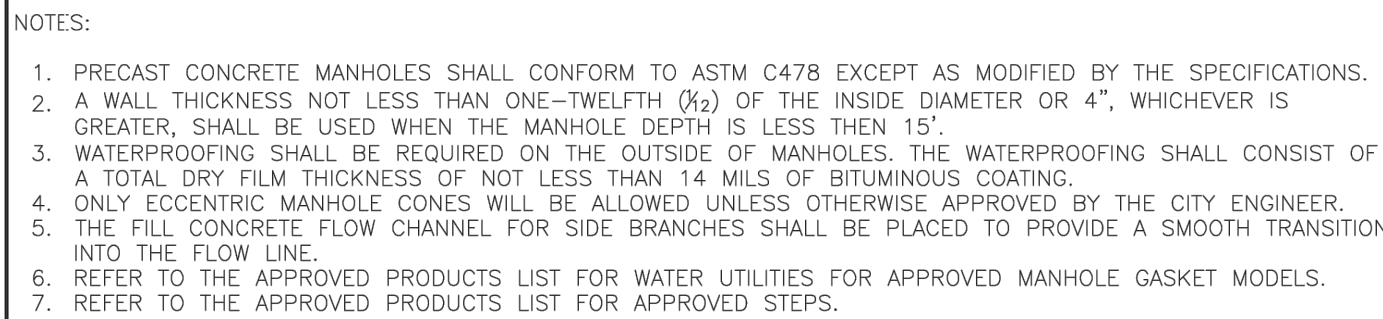 NOTES:
1. PRECAST CONCRETE MANHOLES SHALL CONFORM TO ASTM C478 EXCEPT AS MODIFIED BY THE SPECIFICATIONS.
2. A WALL THICKNESS NOT LESS THAN ONE-TWELFTH (1/12) OF THE INSIDE DIAMETER OR 4", WHICHEVER IS
GREATER, SHALL BE USED WHEN THE MANHOLE DEPTH IS LESS THEN 15'.
3. WATERPROOFING SHALL BE REQUIRED ON THE OUTSIDE OF MANHOLES. THE WATERPROOFING SHALL CONSIST OF
A TOTAL DRY FILM THICKNESS OF NOT LESS THAN 14 MILS OF BITUMINOUS COATING.
4. ONLY ECCENTRIC MANHOLE CONES WILL BE ALLOWED UNLESS OTHERWISE APPROVED BY THE CITY ENGINEER.
5. THE FILL CONCRETE FLOW CHANNEL FOR SIDE BRANCHES SHALL BE PLACED TO PROVIDE A SMOOTH TRANSITION
INTO THE FLOW LINE.
6. REFER TO THE APPROVED PRODUCTS LIST FOR WATER UTILITIES FOR APPROVED MANHOLE GASKET MODELS.
7. REFER TO THE APPROVED PRODUCTS LIST FOR APPROVED STEPS.